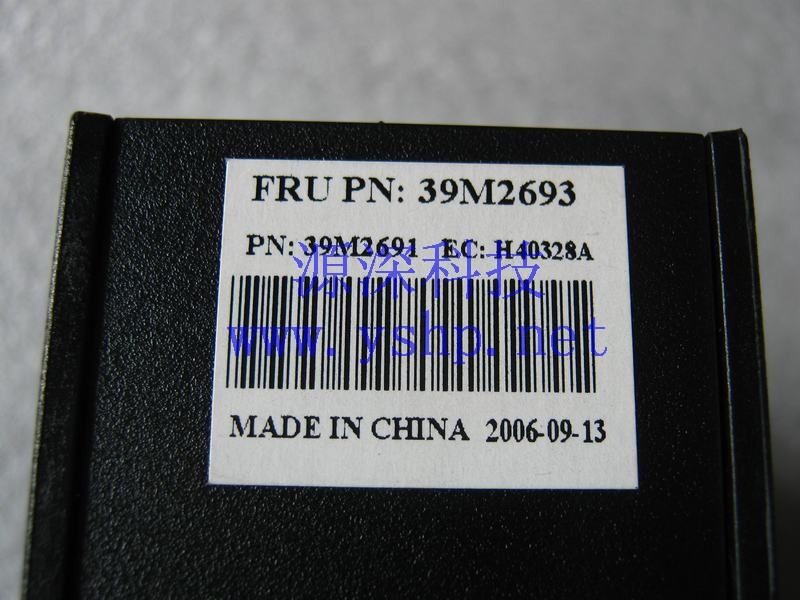 FRU PN: 39M2693
PN: 39M2691 EC: H40328A
源深科技
www.yshp.net
MADE IN CHINA 2006-09-13